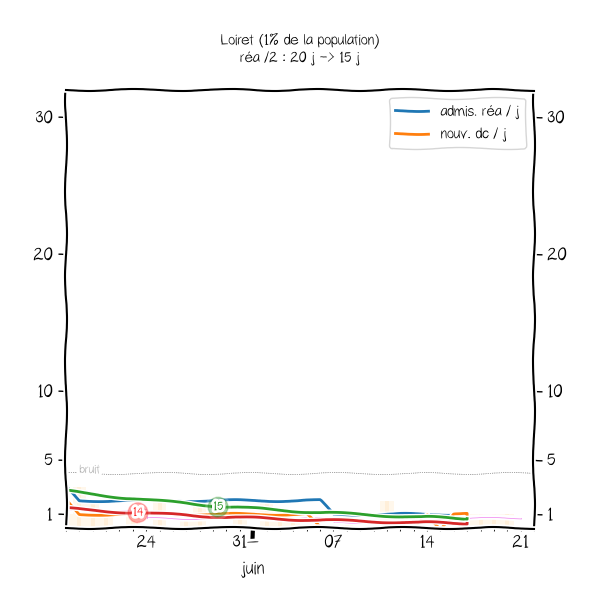 Loiret (1% de la population)
réa /2 : 20 j -> 15 j
admis. réa / j
nouv. dc / j
30
30
20
20
10
10
5
5
bruit
1
1
14
15
24
31
07
14
21
juin